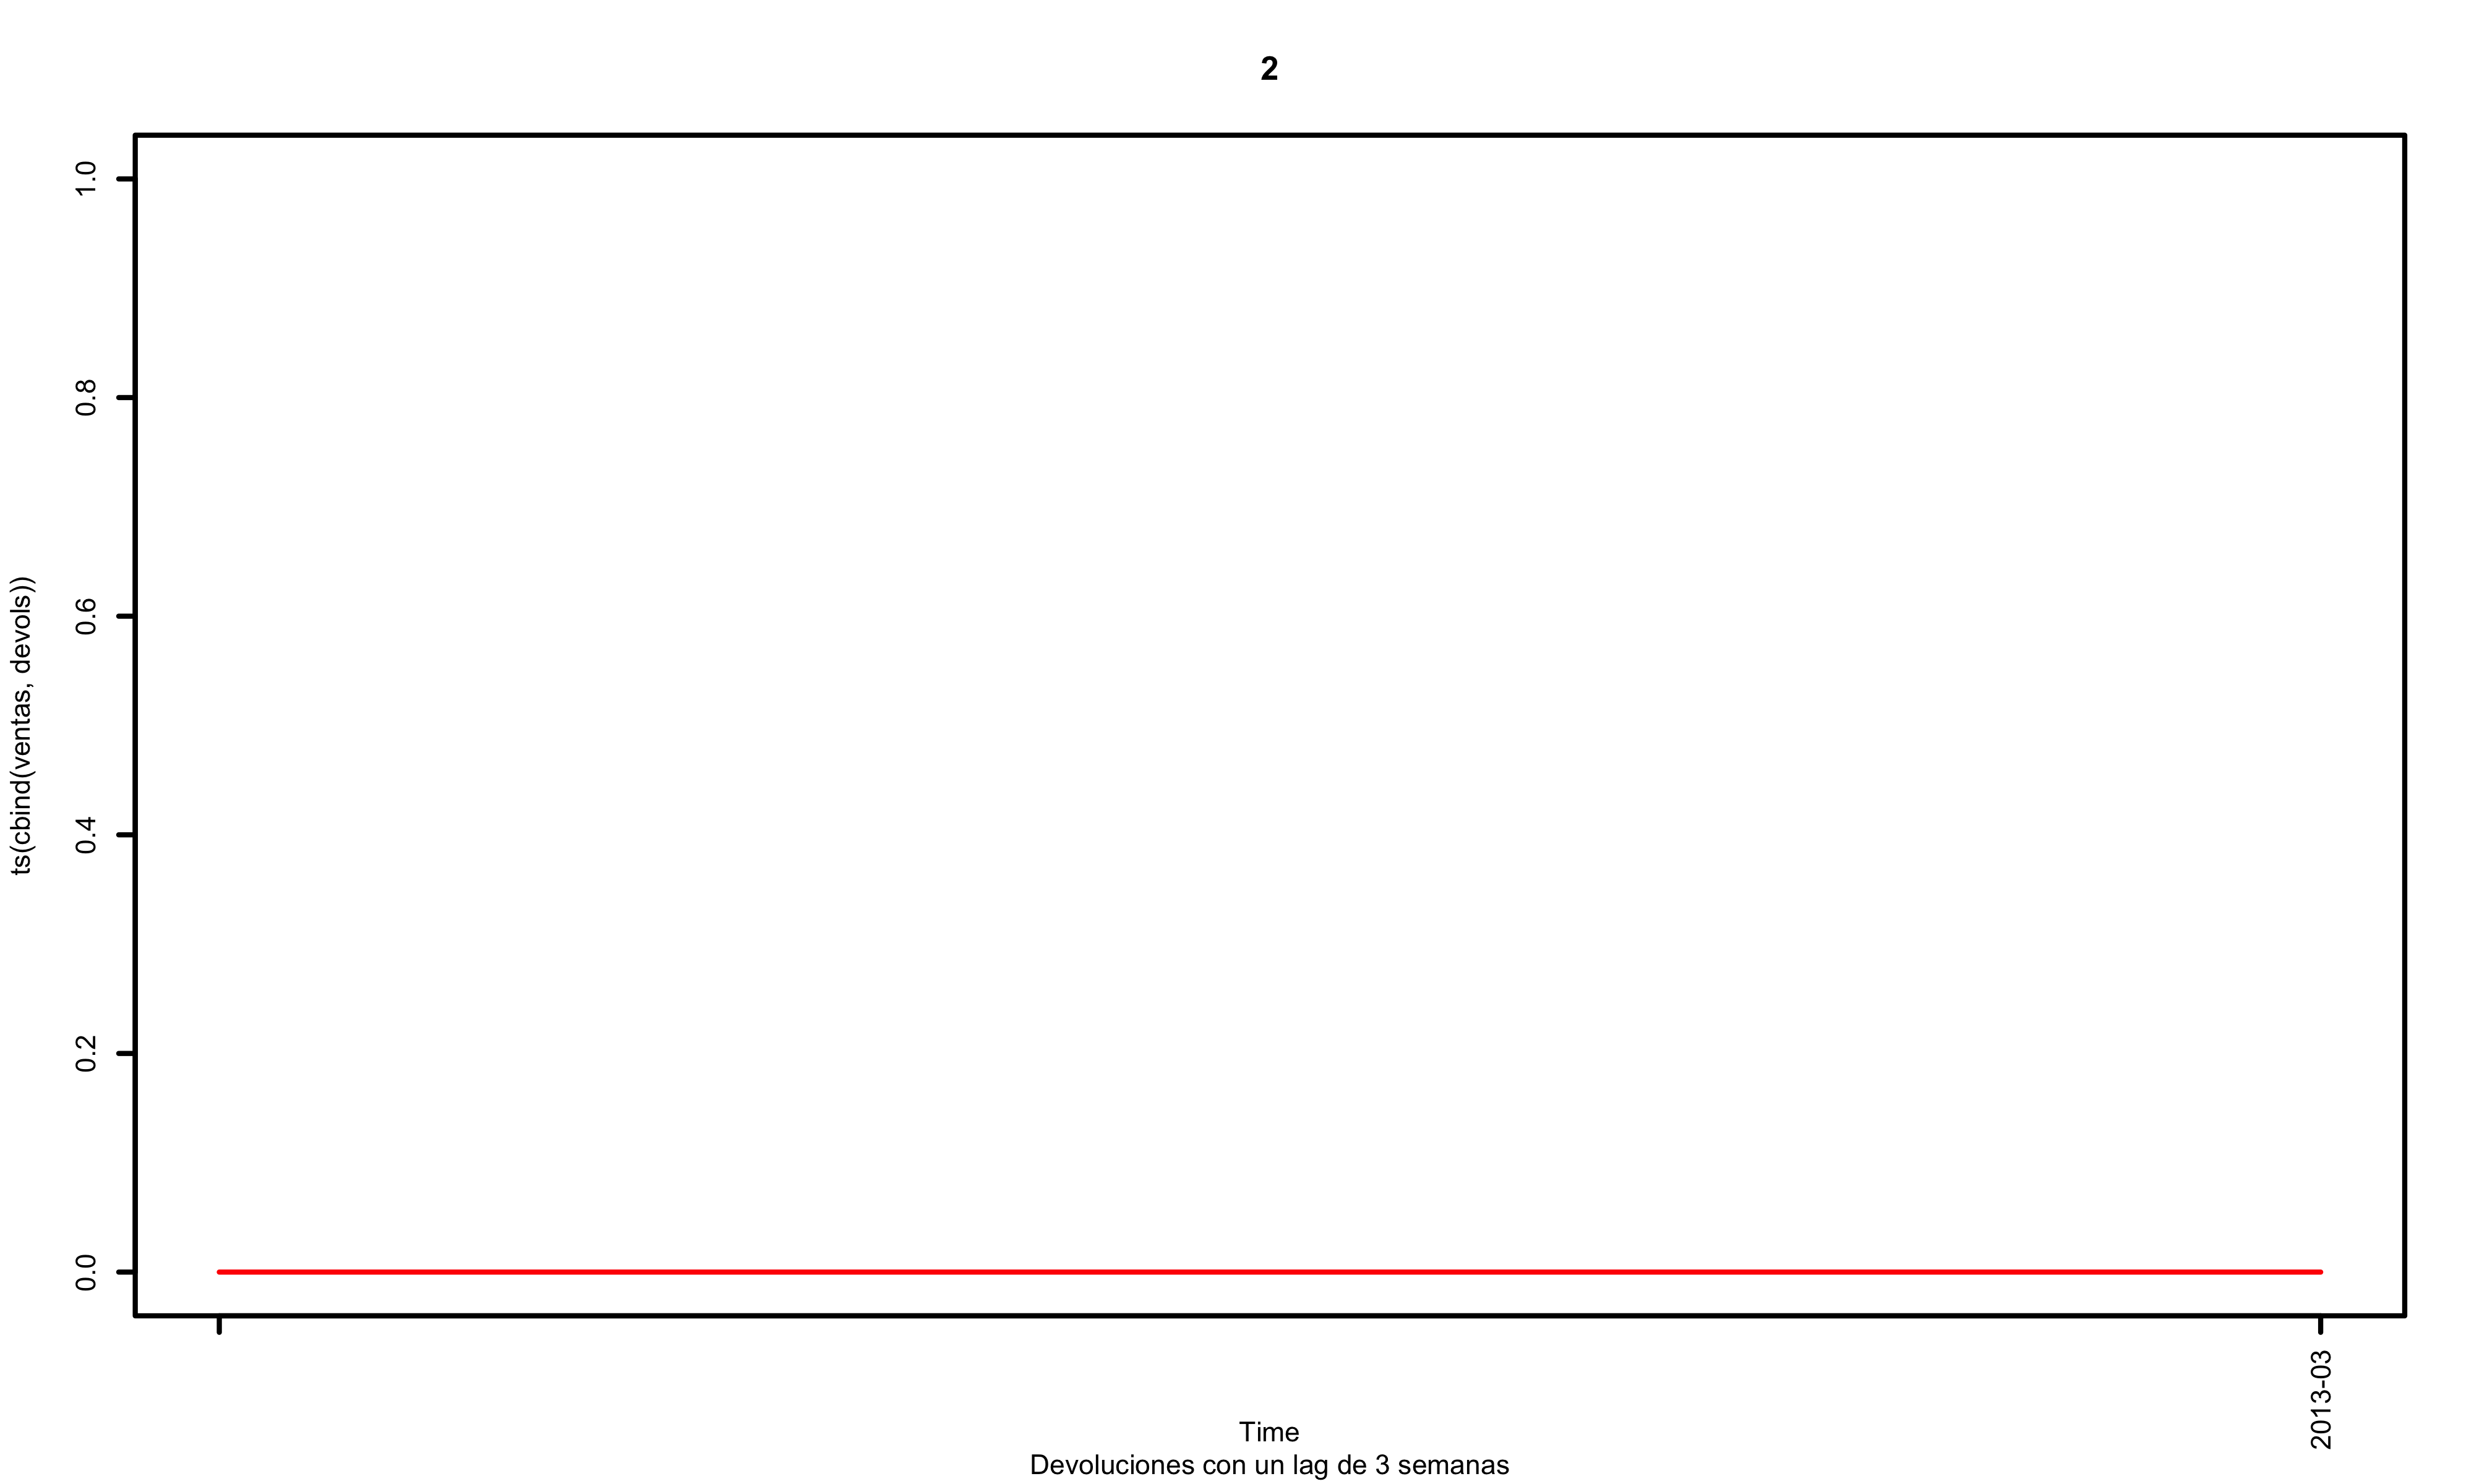 2
ts(cbind(ventas, devols))
1.0
0.8
0.6
0.4
0.2
0.0
2013-03
Time
Devoluciones con un lag de 3 semanas